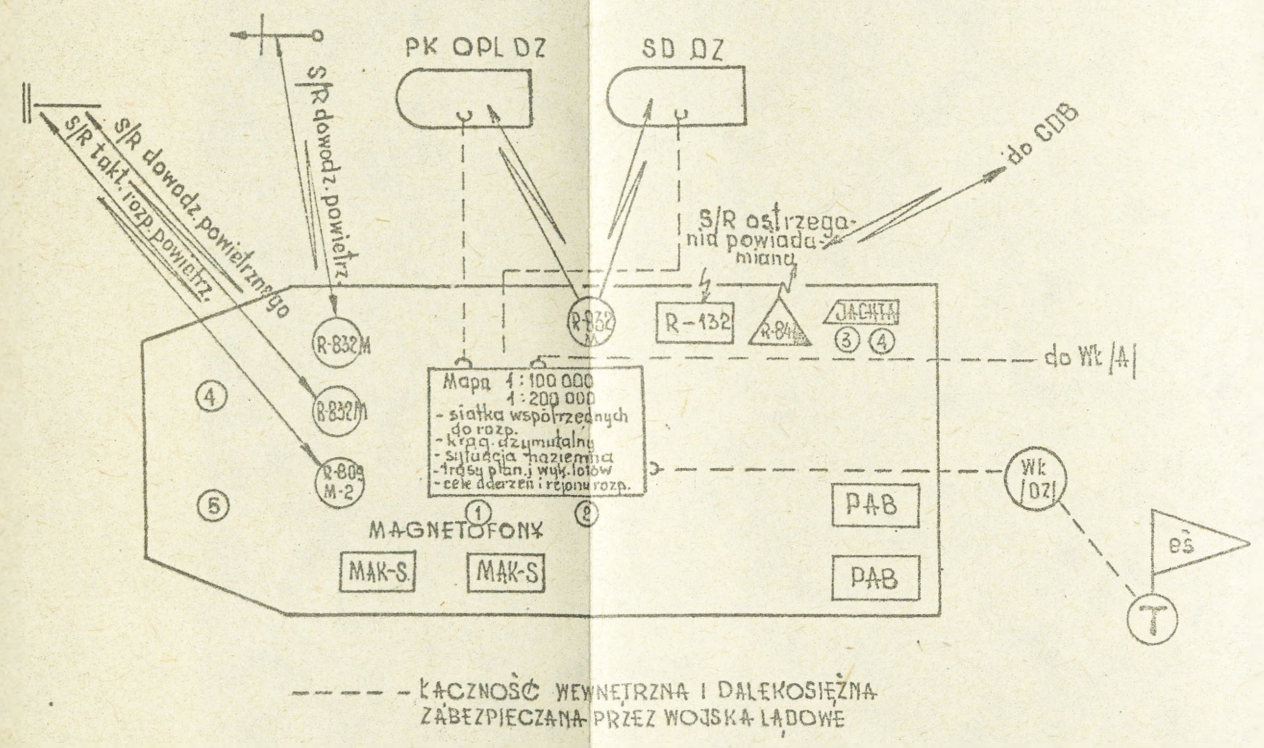 PK OPL DZ
SD DZ
S/R dowodz. powietrz.
S/R dowodz. powietrznego
S/R takt. rozp. powietrz.
do CDB
S/R ostrzega-
nia powiada-
miana
R-832M
R-832
M
R-132
R-84
JACHTA
3 4
do Wł /A/
4
R-832M
Mapa 1:100 000
1:200 000
- siatka współrzędnych
do rozp.
- krąg. azymutalny
- sytuacja naziemna
- trasy plan. i wyk. lotów
- cele uderzeń i rejony rozp.
R-809
M-2
5
1 2
Wł
/DZ/
PAB
MAGNETOFONY
MAK-S.
MAK-S
PAB
eś
T
ŁĄCZNOŚĆ WEWNĘTRZNA I DALEKOSIĘŻNA
ZABEZPIECZANA PRZEZ WOJSKA LĄDOWE